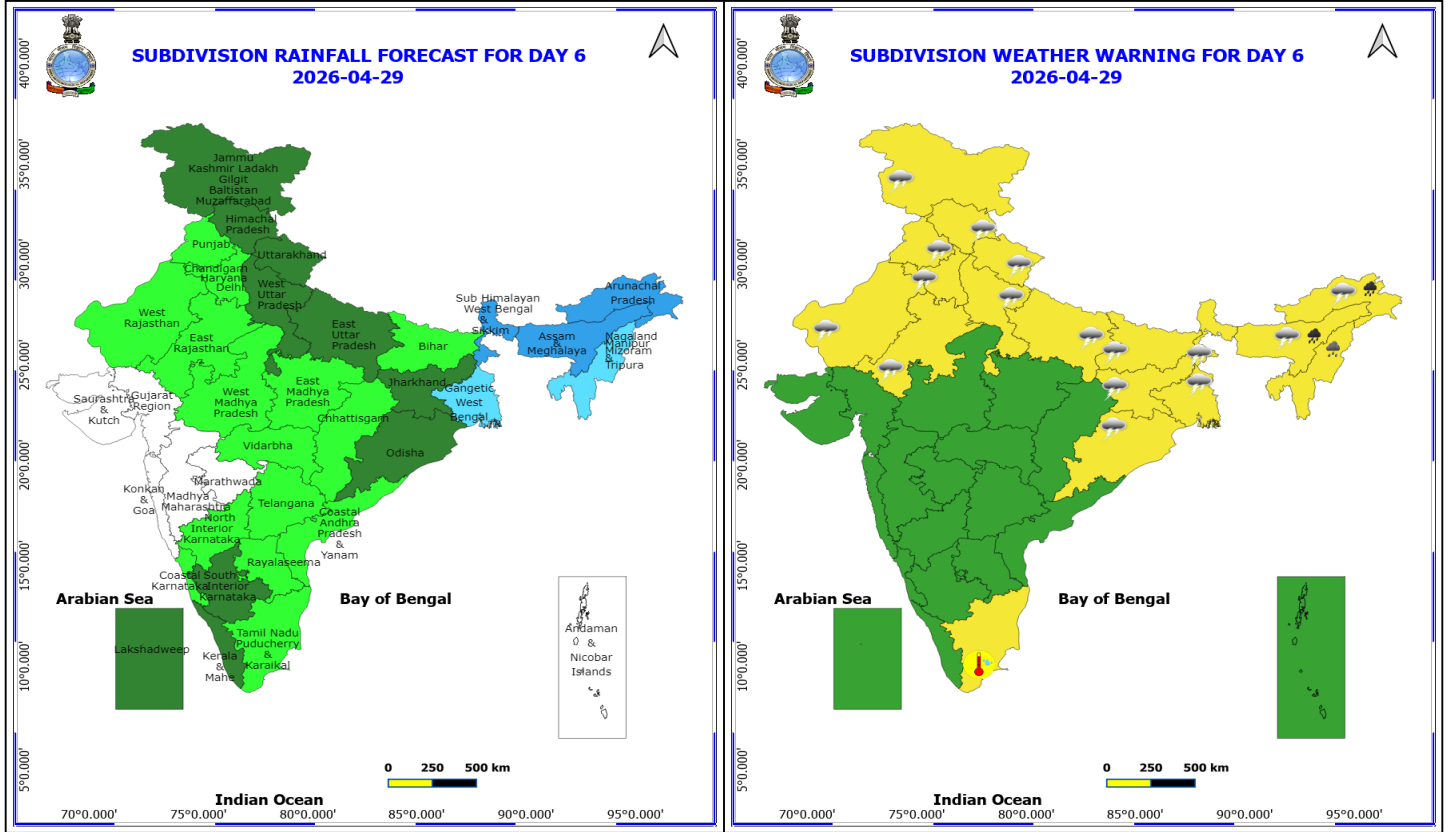 SUBDIVISION RAINFALL FORECAST FOR DAY 6
2026-04-29
40°0.000'
35°0.000'
30°0.000'
25°0.000'
20°0.000'
15°0.000'
10°0.000'
5°0.000'
Jammu
Kashmir Ladakh
Gilgit
Baltistan
Muzaffarabad
Himachal
Pradesh
Punjab
Uttarakhand
Chandigarh
Haryana
Delhi
West
Uttar
Pradesh
West
Rajasthan
East
Rajasthan
East
Uttar
Pradesh
Bihar
Sub Himalayan
West Bengal
&
Sikkim
Arunachal
Pradesh
Assam
&
Meghalaya
Nagaland
Manipur
Mizoram
&
Tripura
Jharkhand
Gangetic
West
Bengal
Saurashtra
&
Kutch
Gujarat
Region
West
Madhya
Pradesh
East
Madhya
Pradesh
Chhattisgarh
Vidarbha
Odisha
Konkan
&
Goa
Madhya
Maharashtra
Marathwada
Telangana
North
Interior
Karnataka
Coastal
Andhra
Pradesh
&
Yanam
Rayalaseema
Coastal
Karnataka
South
Interior
Karnataka
Arabian Sea
Bay of Bengal
Lakshadweep
Kerala
&
Mahe
Tamil Nadu
Puducherry
&
Karaikal
Andaman
&
Nicobar
Islands
0 250 500 km
Indian Ocean
70°0.000' 75°0.000' 80°0.000' 85°0.000' 90°0.000' 95°0.000'
SUBDIVISION WEATHER WARNING FOR DAY 6
2026-04-29
40°0.000'
35°0.000'
30°0.000'
25°0.000'
20°0.000'
15°0.000'
10°0.000'
5°0.000'
Arabian Sea
Bay of Bengal
0 250 500 km
Indian Ocean
70°0.000' 75°0.000' 80°0.000' 85°0.000' 90°0.000' 95°0.000'